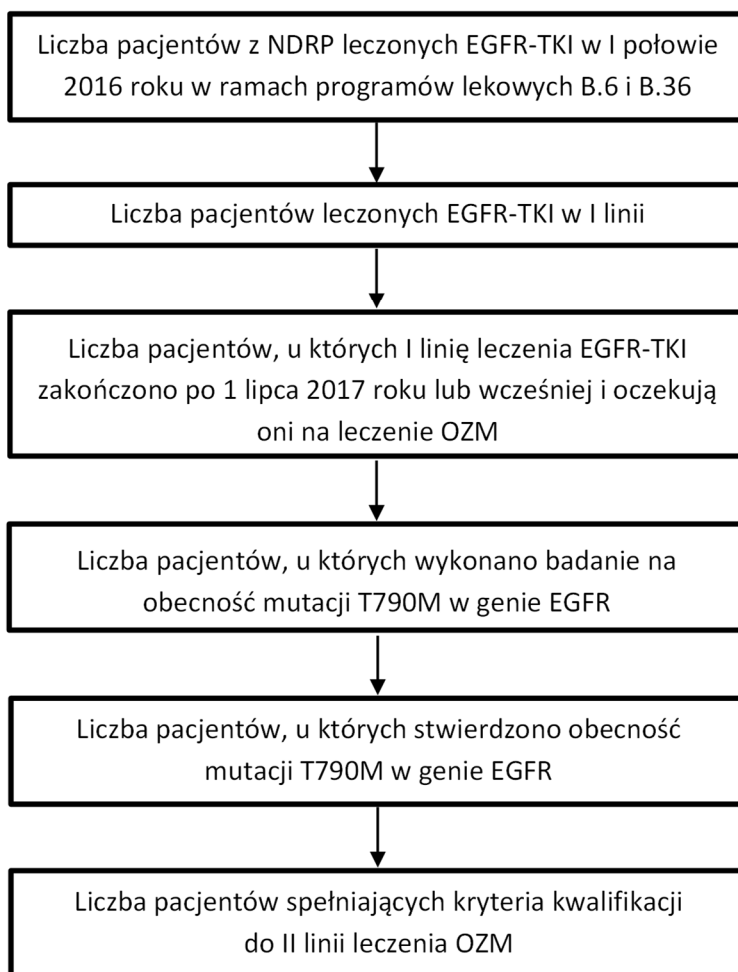 Liczba pacjentów z NDRP leczonych EGFR-TKI w I połowie
2016 roku w ramach programów lekowych B.6 i B.36
Liczba pacjentów leczonych EGFR-TKI w I linii
Liczba pacjentów, u których I linię leczenia EGFR-TKI
zakończono po 1 lipca 2017 roku lub wcześniej i oczekują
oni na leczenie OZM
Liczba pacjentów, u których wykonano badanie na
obecność mutacji T790M w genie EGFR
Liczba pacjentów, u których stwierdzono obecność
mutacji T790M w genie EGFR
Liczba pacjentów spełniających kryteria kwalifikacji
do II linii leczenia OZM